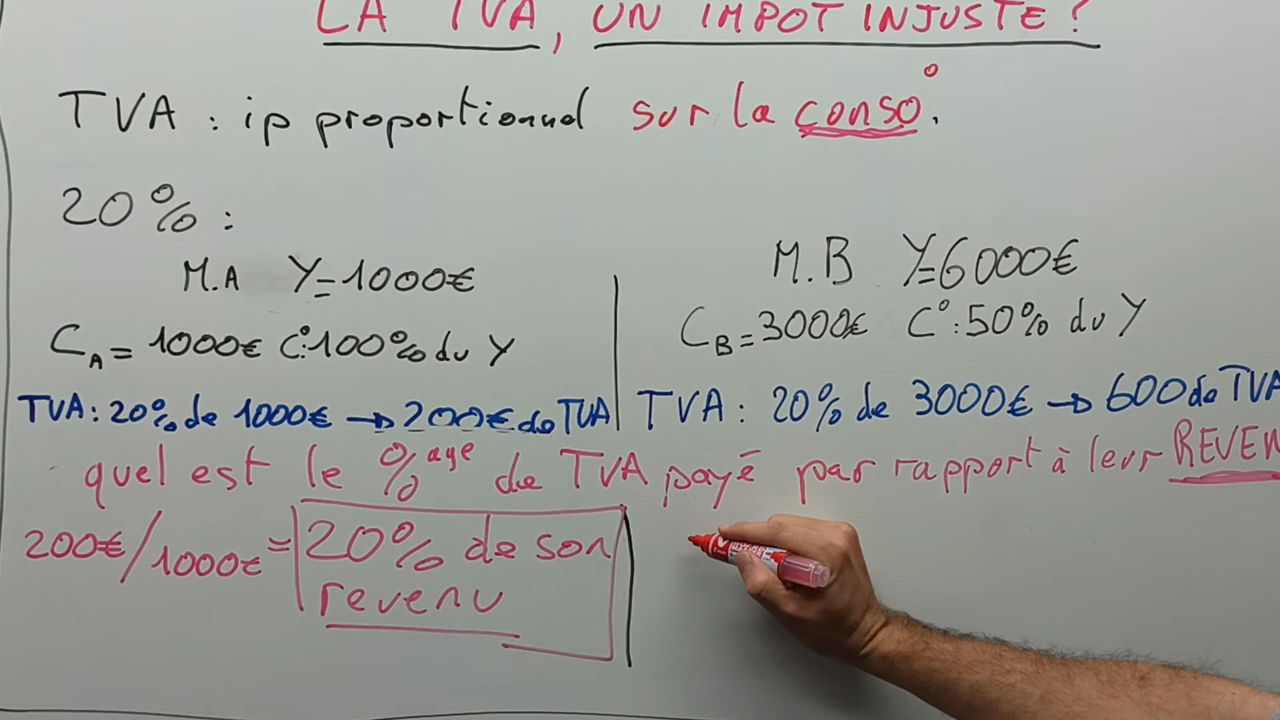 LA TVA, UN IMPOT INJUSTE ?
TVA : ip proportionnel sur la conso°.
20% :
M.A Y=1000€
C_A = 1000€ C°:100% du Y
TVA: 20% de 1000€ → 200€ de TVA
M.B Y=6000€
C_B = 3000€ C°:50% du Y
TVA : 20% de 3000€ → 600 de TVA
quel est le %age de TVA payé par rapport à leur REVEN
200€/1000€ = 20% de son
revenu